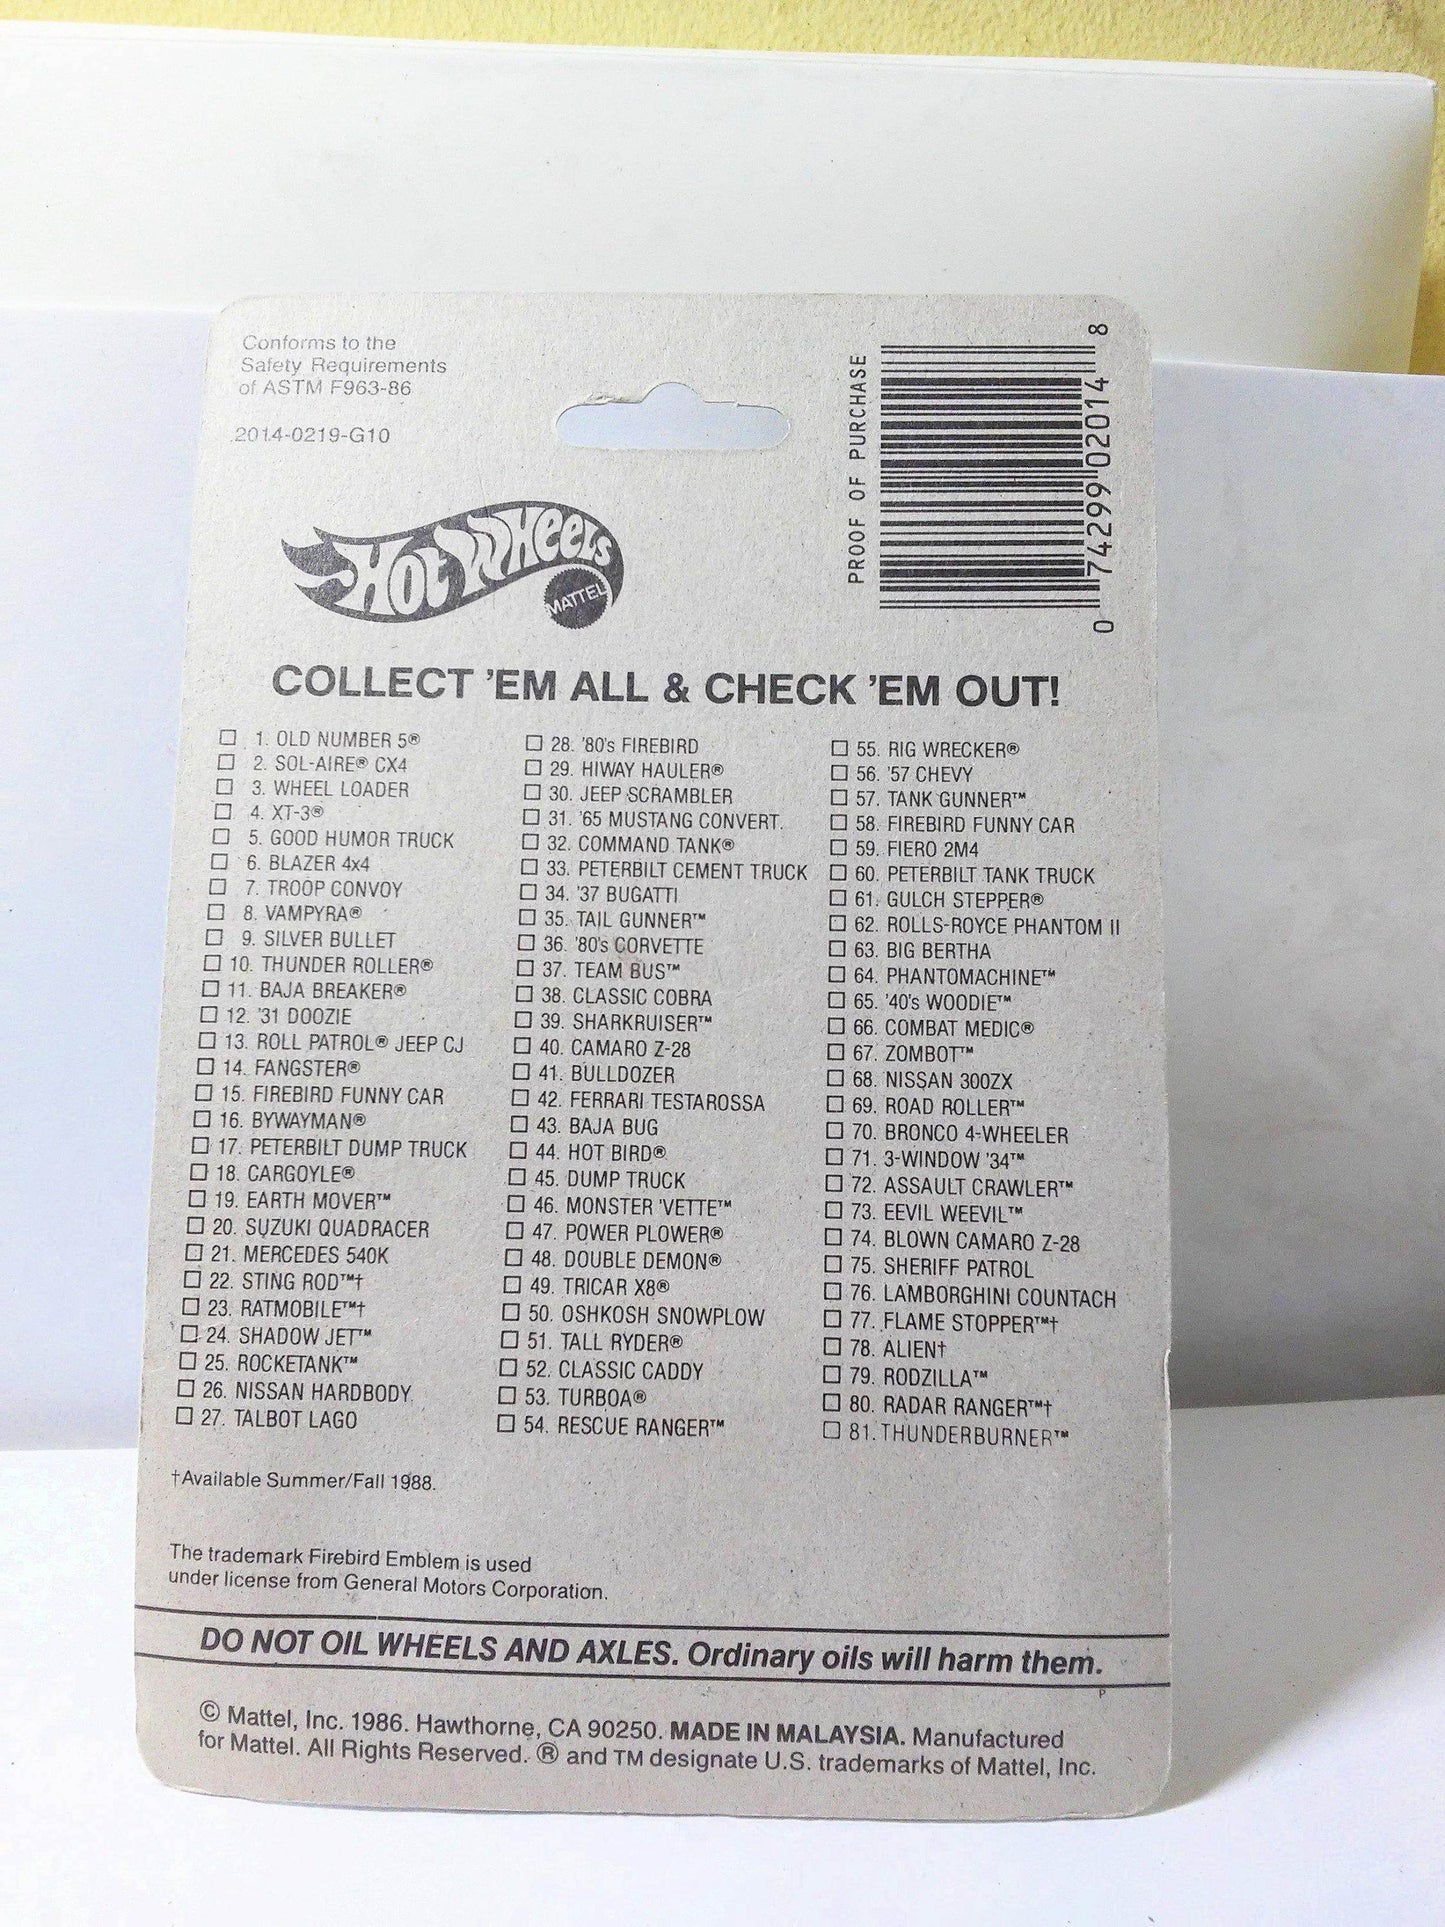 Conforms to the
Safety Requirements
of ASTM F963-86
2014-0219-G10
PROOF OF PURCHASE
0 74299 02014 8
Hot Wheels
MATTEL
COLLECT 'EM ALL & CHECK 'EM OUT!
1. OLD NUMBER 5®
2. SOL-AIRE® CX4
3. WHEEL LOADER
4. XT-3®
5. GOOD HUMOR TRUCK
6. BLAZER 4x4
7. TROOP CONVOY
8. VAMPYRA®
9. SILVER BULLET
10. THUNDER ROLLER®
11. BAJA BREAKER®
12. '31 DOOZIE
13. ROLL PATROL® JEEP CJ
14. FANGSTER®
15. FIREBIRD FUNNY CAR
16. BYWAYMAN®
17. PETERBILT DUMP TRUCK
18. CARGOYLE®
19. EARTH MOVER™
20. SUZUKI QUADRACER
21. MERCEDES 540K
22. STING ROD™†
23. RATMOBILE™†
24. SHADOW JET™
25. ROCKETANK™
26. NISSAN HARDBODY
27. TALBOT LAGO
28. '80's FIREBIRD
29. HIWAY HAULER®
30. JEEP SCRAMBLER
31. '65 MUSTANG CONVERT.
32. COMMAND TANK®
33. PETERBILT CEMENT TRUCK
34. '37 BUGATTI
35. TAIL GUNNER™
36. '80's CORVETTE
37. TEAM BUS™
38. CLASSIC COBRA
39. SHARKRUISER™
40. CAMARO Z-28
41. BULLDOZER
42. FERRARI TESTAROSSA
43. BAJA BUG
44. HOT BIRD®
45. DUMP TRUCK
46. MONSTER 'VETTE™
47. POWER PLOWER®
48. DOUBLE DEMON®
49. TRICAR X8®
50. OSHKOSH SNOWPLOW
51. TALL RYDER®
52. CLASSIC CADDY
53. TURBOA®
54. RESCUE RANGER™
55. RIG WRECKER®
56. '57 CHEVY
57. TANK GUNNER™
58. FIREBIRD FUNNY CAR
59. FIERO 2M4
60. PETERBILT TANK TRUCK
61. GULCH STEPPER®
62. ROLLS-ROYCE PHANTOM II
63. BIG BERTHA
64. PHANTOMACHINE™
65. '40's WOODIE™
66. COMBAT MEDIC®
67. ZOMBOT™
68. NISSAN 300ZX
69. ROAD ROLLER™
70. BRONCO 4-WHEELER
71. 3-WINDOW '34™
72. ASSAULT CRAWLER™
73. EEVIL WEEVIL™
74. BLOWN CAMARO Z-28
75. SHERIFF PATROL
76. LAMBORGHINI COUNTACH
77. FLAME STOPPER™†
78. ALIEN†
79. RODZILLA™
80. RADAR RANGER™†
81. THUNDERBURNER™
†Available Summer/Fall 1988.
The trademark Firebird Emblem is used
under license from General Motors Corporation.
DO NOT OIL WHEELS AND AXLES. Ordinary oils will harm them.
P
© Mattel, Inc. 1986. Hawthorne, CA 90250. MADE IN MALAYSIA. Manufactured
for Mattel. All Rights Reserved. ® and TM designate U.S. trademarks of Mattel, Inc.